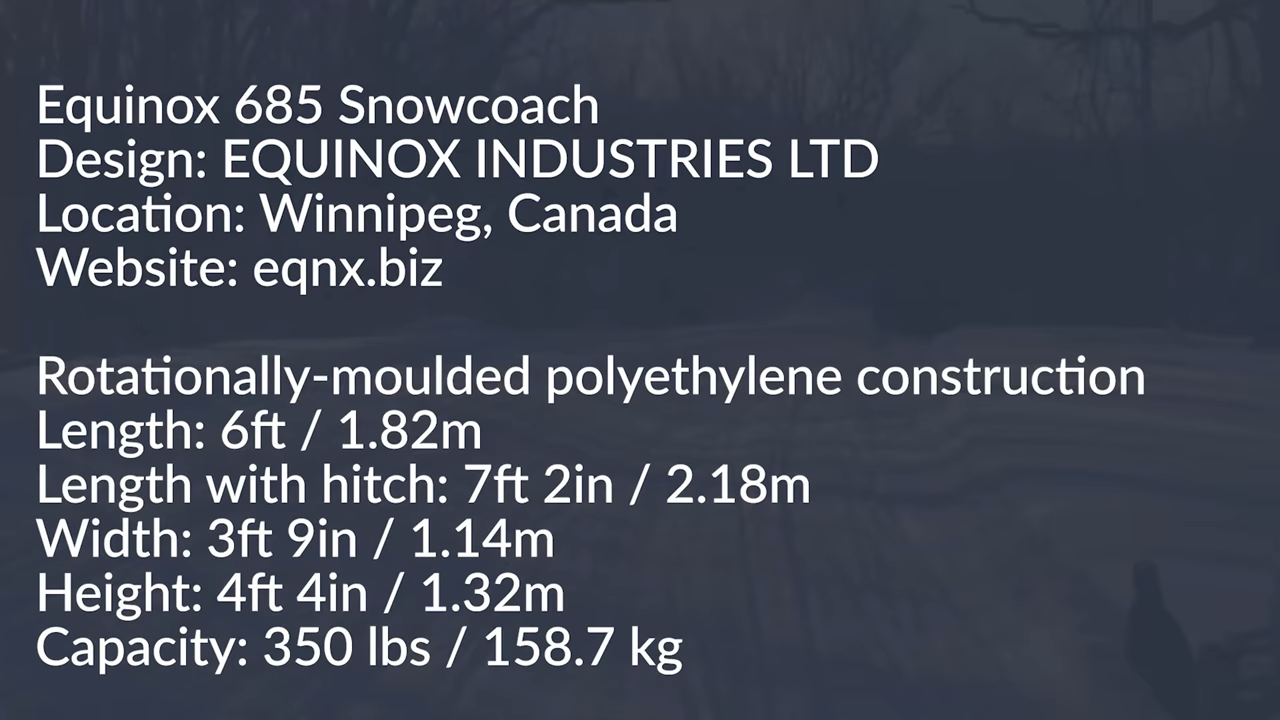 Equinox 685 Snowcoach
Design: EQUINOX INDUSTRIES LTD
Location: Winnipeg, Canada
Website: eqnx.biz
Rotationally-moulded polyethylene construction
Length: 6ft / 1.82m
Length with hitch: 7ft 2in / 2.18m
Width: 3ft 9in / 1.14m
Height: 4ft 4in / 1.32m
Capacity: 350 lbs / 158.7 kg